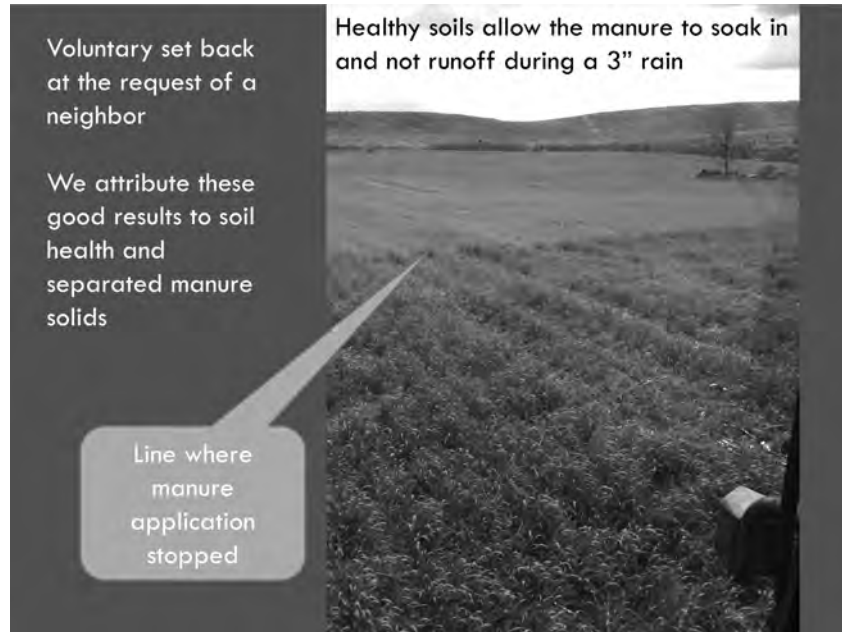 Voluntary set back
at the request of a
neighbor
We attribute these
good results to soil
health and
separated manure
solids
Healthy soils allow the manure to soak in
and not runoff during a 3” rain
Line where
manure
application
stopped